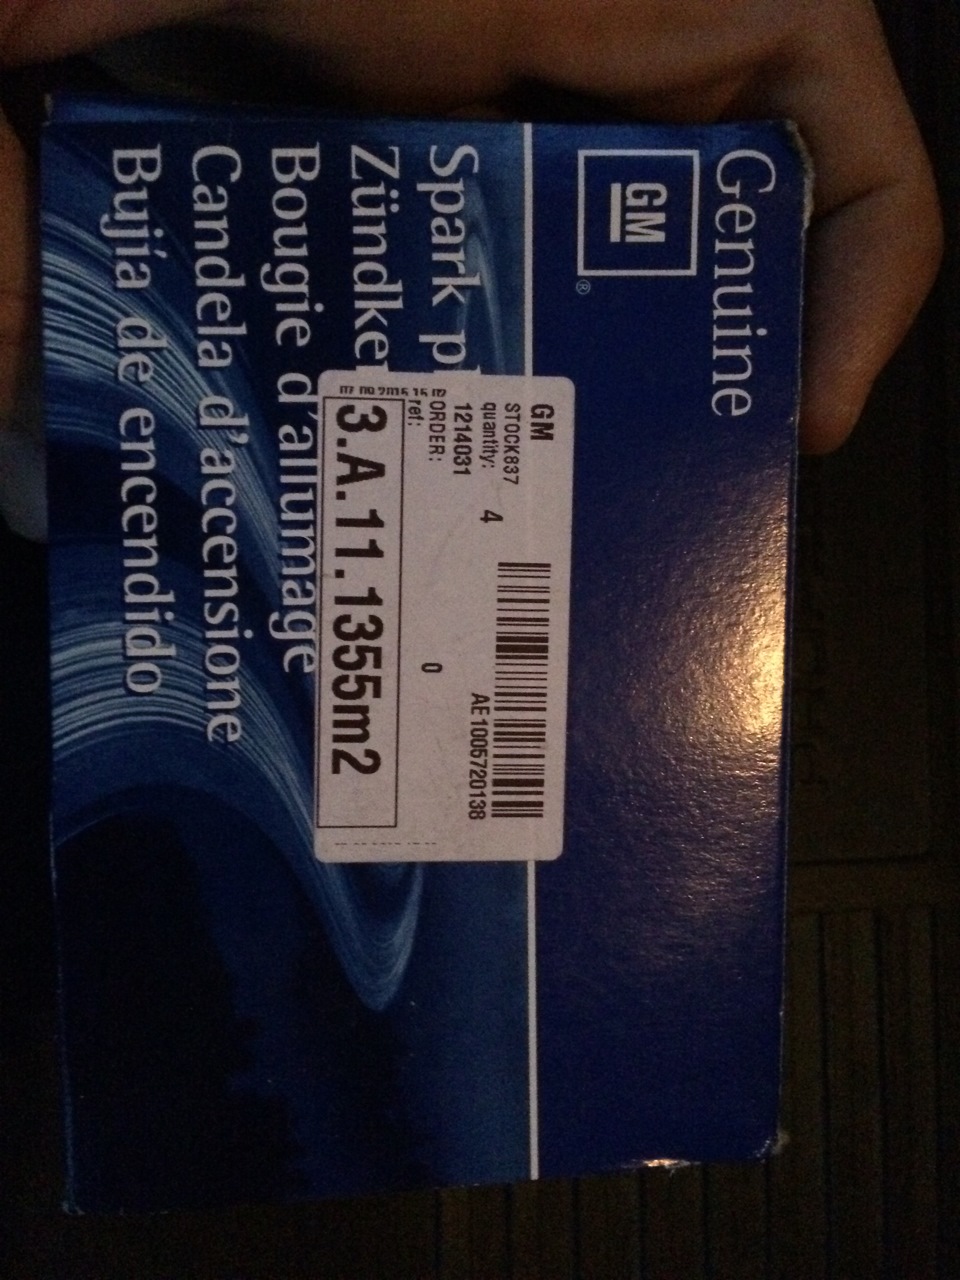 Genuine
GM
®
Spark p
Zündke
Bougie d'allumage
Candela d'accensione
Bujía de encendido
GM
STOCK837
quantity: 4
AE1005720138
1214031
ORDER: 0
ref:
3.A.11.135m2